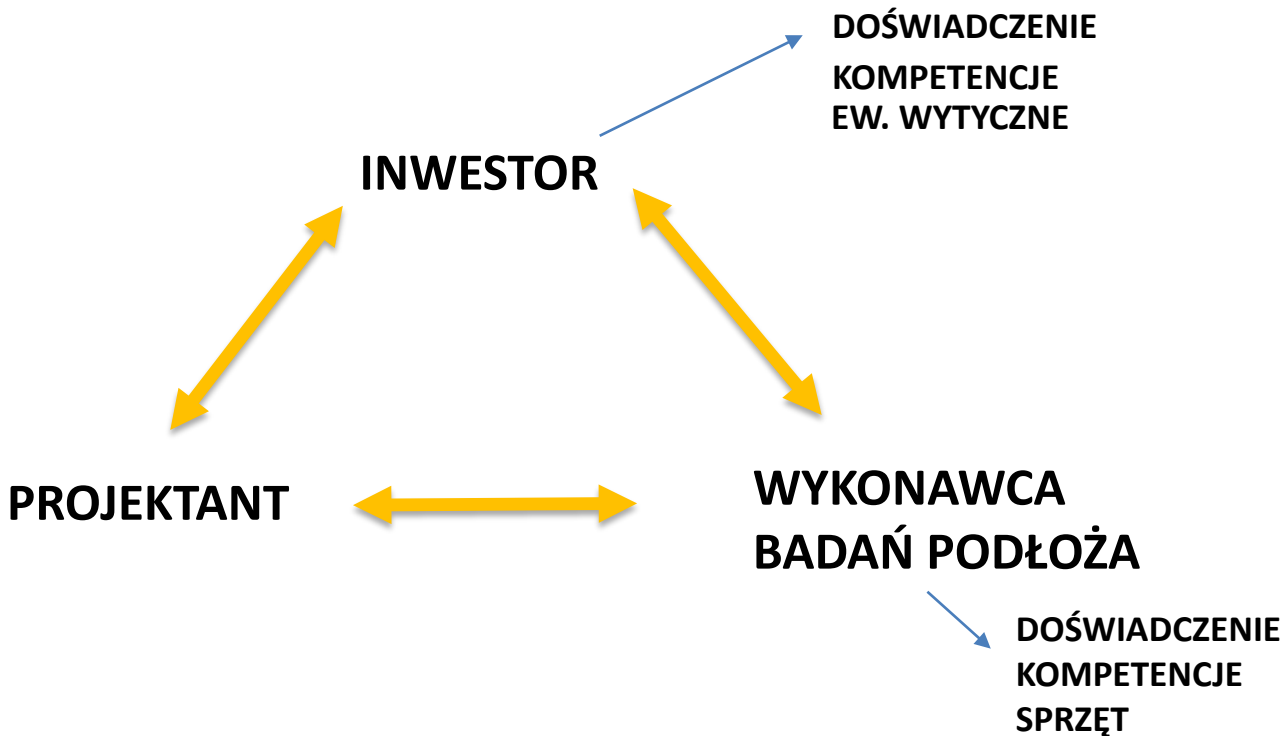 DOŚWIADCZENIE
KOMPETENCJE
EW. WYTYCZNE
INWESTOR
PROJEKTANT
WYKONAWCA
BADAŃ PODŁOŻA
DOŚWIADCZENIE
KOMPETENCJE
SPRZĘT